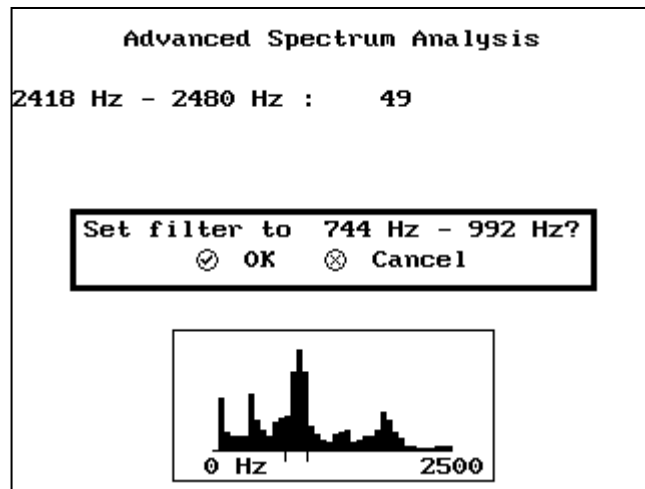 Advanced Spectrum Analysis
2418 Hz - 2480 Hz : 49
Set filter to 744 Hz - 992 Hz?
OK Cancel
0 Hz 2500